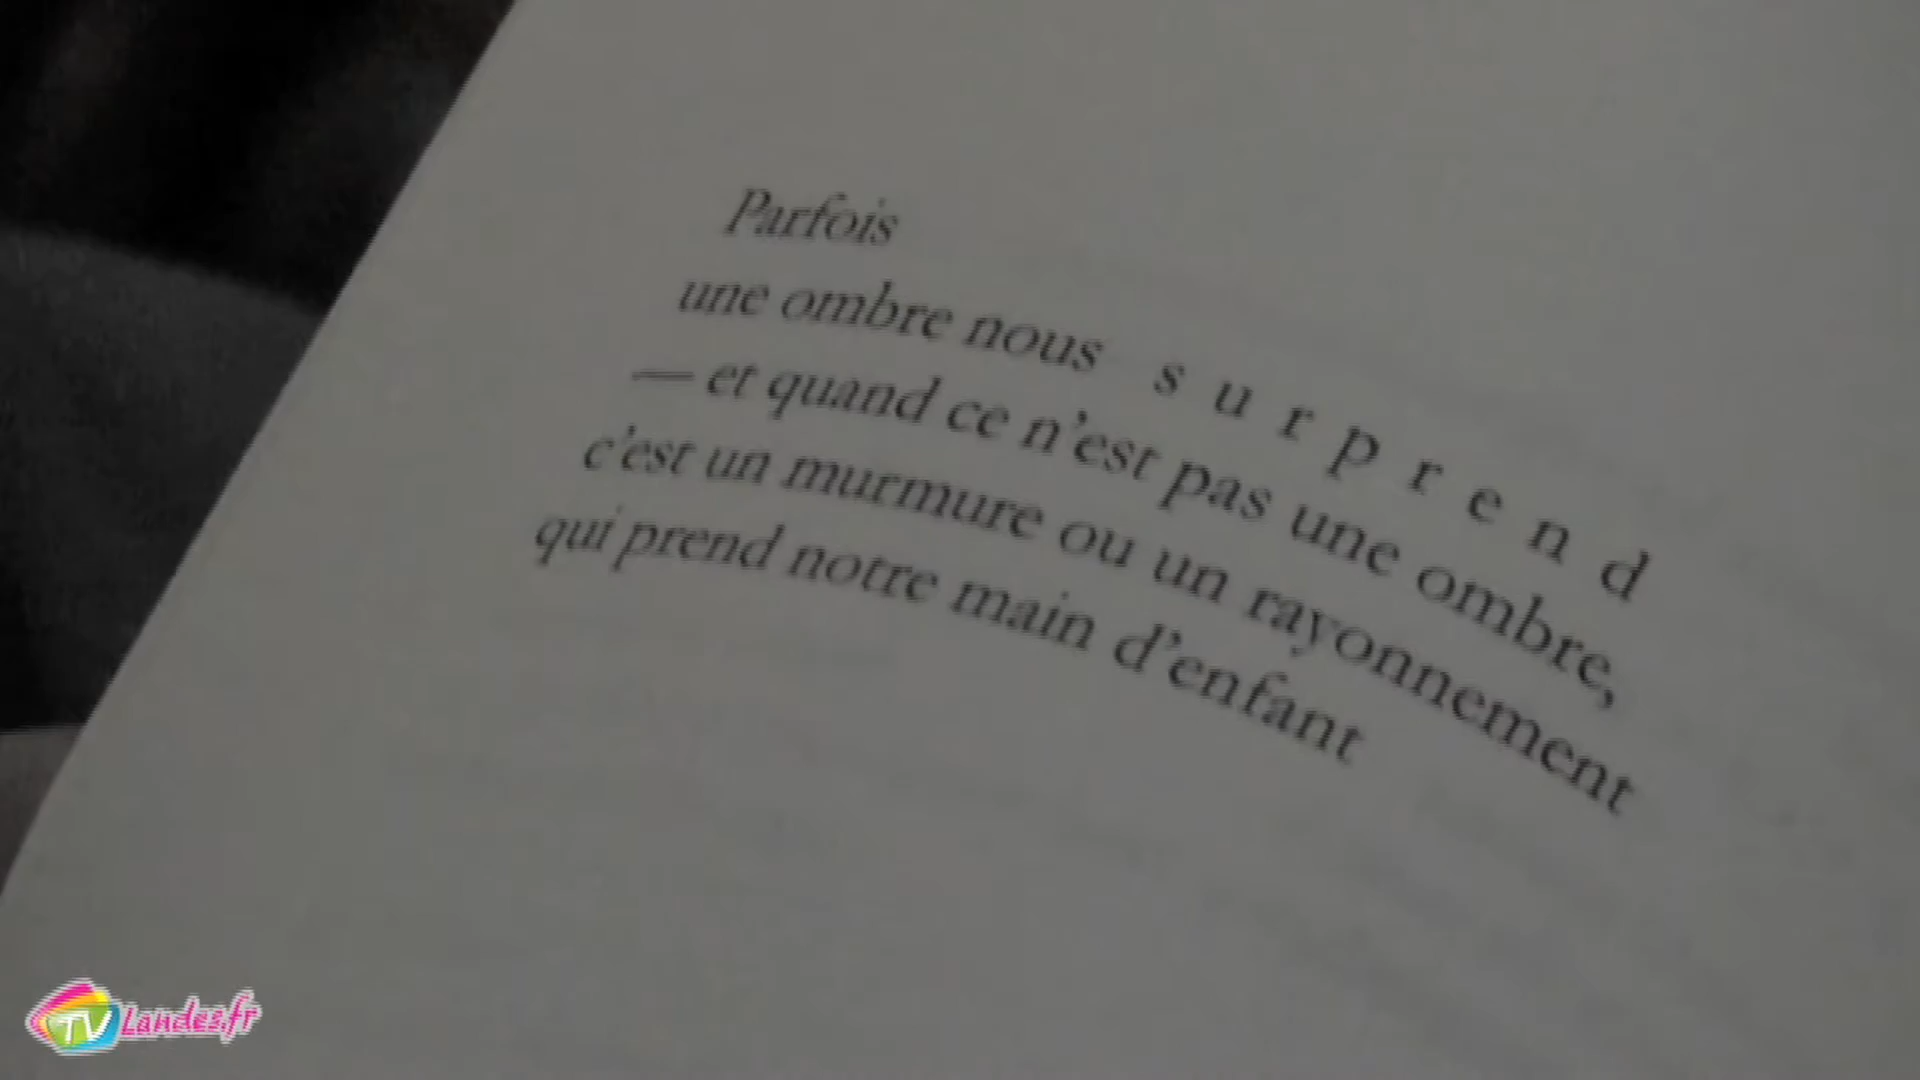 Parfois
une ombre nous s u r p r e n d
— et quand ce n'est pas une ombre,
c'est un murmure ou un rayonnement
qui prend notre main d'enfant
TV Landes.fr